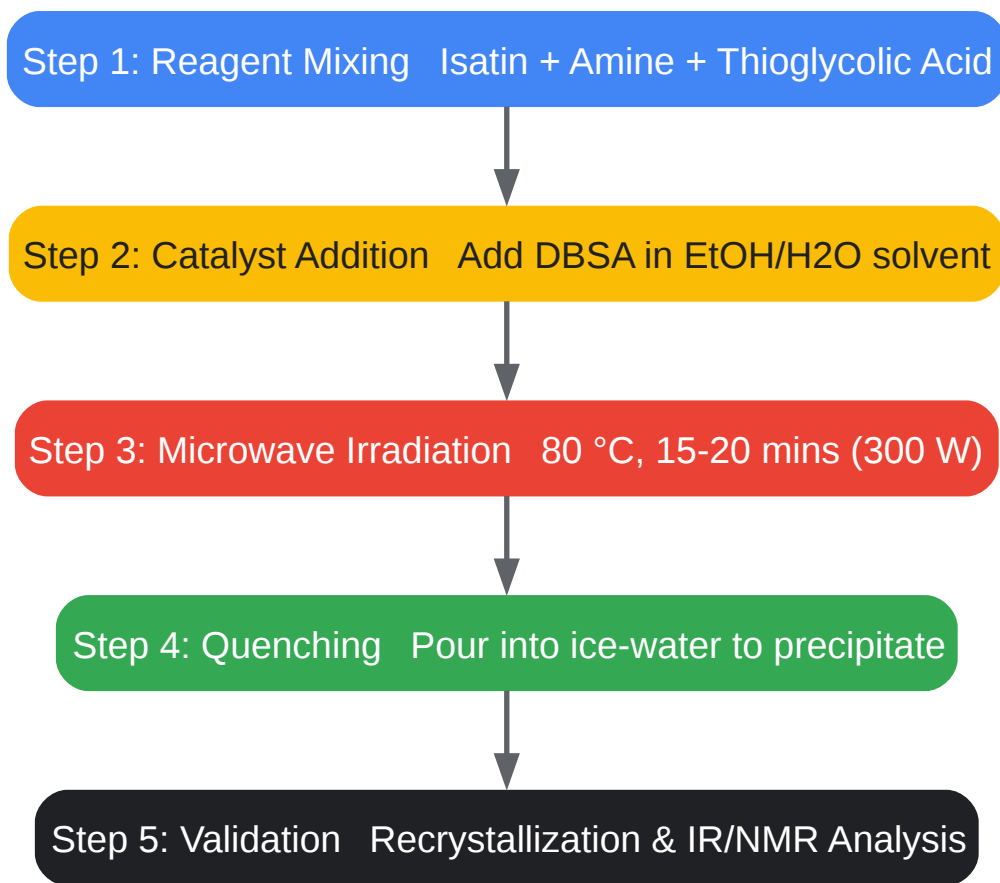 Step 1: Reagent Mixing Isatin + Amine + Thioglycolic Acid
Step 2: Catalyst Addition Add DBSA in EtOH/H2O solvent
Step 3: Microwave Irradiation 80 °C, 15-20 mins (300 W)
Step 4: Quenching Pour into ice-water to precipitate
Step 5: Validation Recrystallization & IR/NMR Analysis